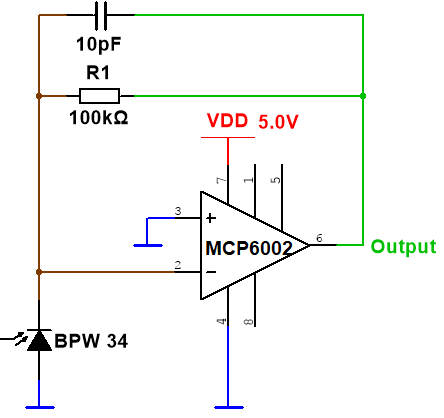 10pF
R1
100kΩ
VDD 5.0V
7
1
5
3
+
MCP6002
6
Output
2
−
4
8
BPW 34